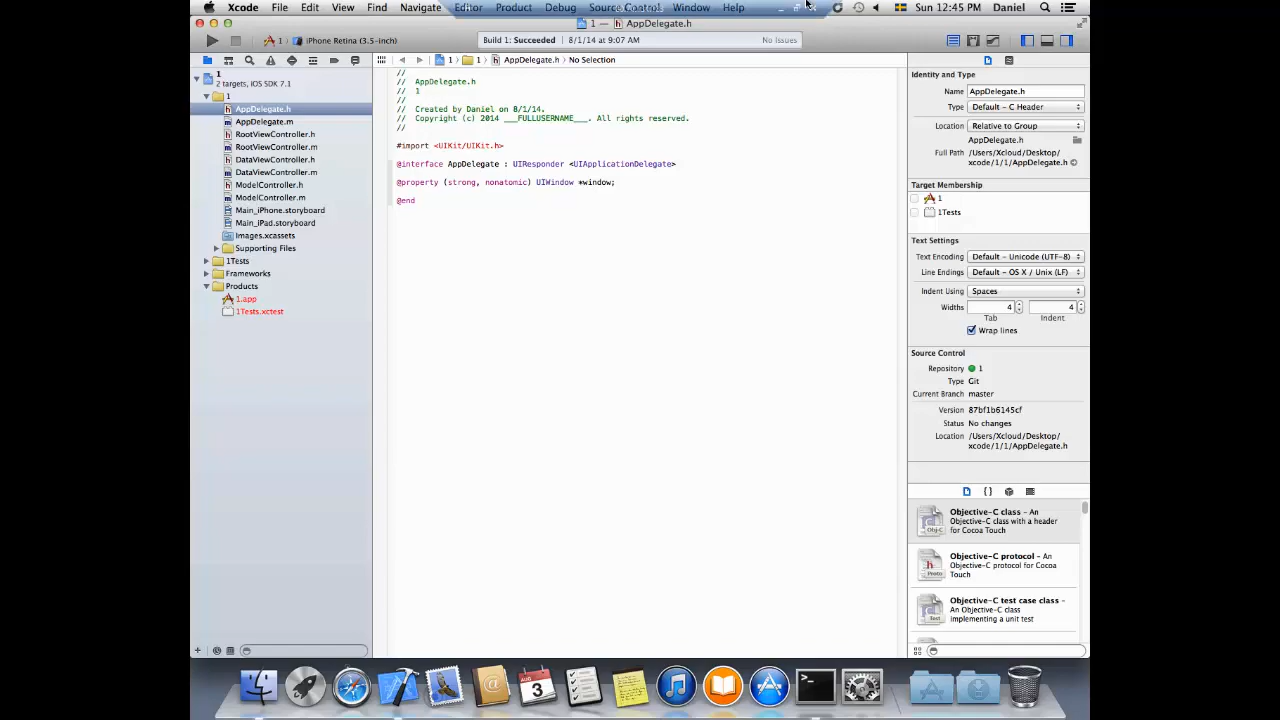 Xcode File Edit View Find Navigate Editor Product Debug Source Control Window Help Sun 12:45 PM Daniel
1 — AppDelegate.h
1 iPhone Retina (3.5-inch) Build 1: Succeeded 8/1/14 at 9:07 AM No Issues
1 1 AppDelegate.h No Selection
1
2 targets, iOS SDK 7.1
1
AppDelegate.h
AppDelegate.m
RootViewController.h
RootViewController.m
DataViewController.h
DataViewController.m
ModelController.h
ModelController.m
Main_iPhone.storyboard
Main_iPad.storyboard
Images.xcassets
Supporting Files
1Tests
Frameworks
Products
1.app
1Tests.xctest
//
// AppDelegate.h
// 1
//
// Created by Daniel on 8/1/14.
// Copyright (c) 2014 ___FULLUSERNAME___. All rights reserved.
//
#import <UIKit/UIKit.h>
@interface AppDelegate : UIResponder <UIApplicationDelegate>
@property (strong, nonatomic) UIWindow *window;
@end
Identity and Type
Name AppDelegate.h
Type Default - C Header
Location Relative to Group
AppDelegate.h
Full Path /Users/Xcloud/Desktop/
xcode/1/1/AppDelegate.h
Target Membership
1
1Tests
Text Settings
Text Encoding Default - Unicode (UTF-8)
Line Endings Default - OS X / Unix (LF)
Indent Using Spaces
Widths 4 4
Tab Indent
Wrap lines
Source Control
Repository 1
Type Git
Current Branch master
Version 87bf1b6145cf
Status No changes
Location /Users/Xcloud/Desktop/
xcode/1/1/AppDelegate.h
{ }
Objective-C class - An
Objective-C class with a header
for Cocoa Touch
Objective-C protocol - An
Objective-C protocol for Cocoa
Touch
Objective-C test case class -
An Objective-C class
implementing a unit test
AUG
3